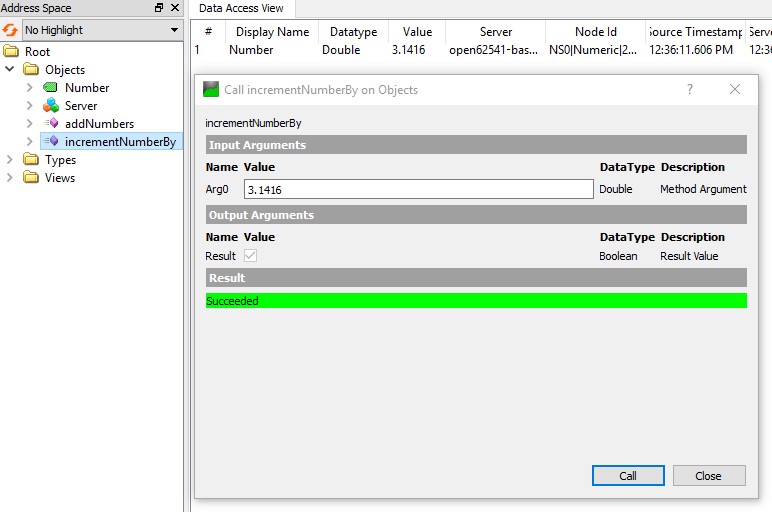 Address Space
No Highlight
Root
Objects
Number
Server
addNumbers
incrementNumberBy
Types
Views
Data Access View
# Display Name Datatype Value Server Node Id Source Timestamp
1 Number Double 3.1416 open62541-bas... NS0|Numeric|2... 12:36:11.606 PM
Call incrementNumberBy on Objects ?
incrementNumberBy
Input Arguments
Name Value DataType Description
Arg0 3.1416 Double Method Argument
Output Arguments
Name Value DataType Description
Result Boolean Result Value
Result
Succeeded
Call Close